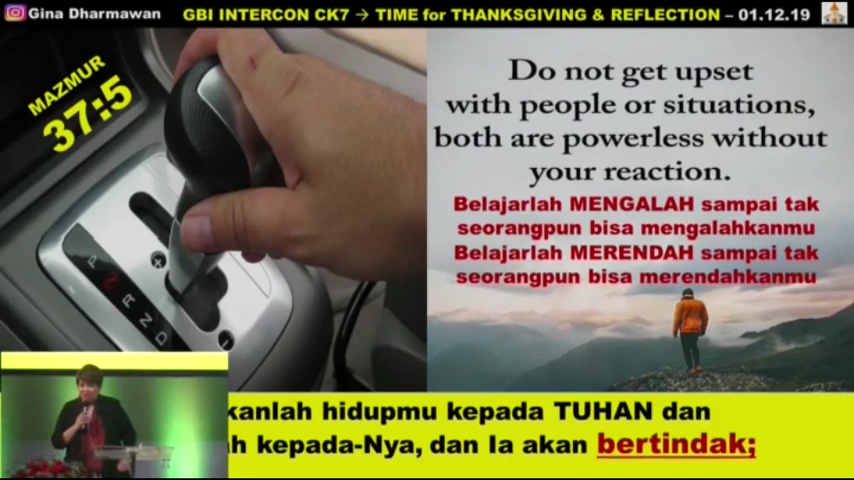 Gina Dharmawan
GBI INTERCON CK7 → TIME for THANKSGIVING & REFLECTION – 01.12.19
MAZMUR
37:5
P
R
N
D
+
-
Do not get upset
with people or situations,
both are powerless without
your reaction.
Belajarlah MENGALAH sampai tak
seorangpun bisa mengalahkanmu
Belajarlah MERENDAH sampai tak
seorangpun bisa merendahkanmu
kanlah hidupmu kepada TUHAN dan
h kepada-Nya, dan Ia akan bertindak;